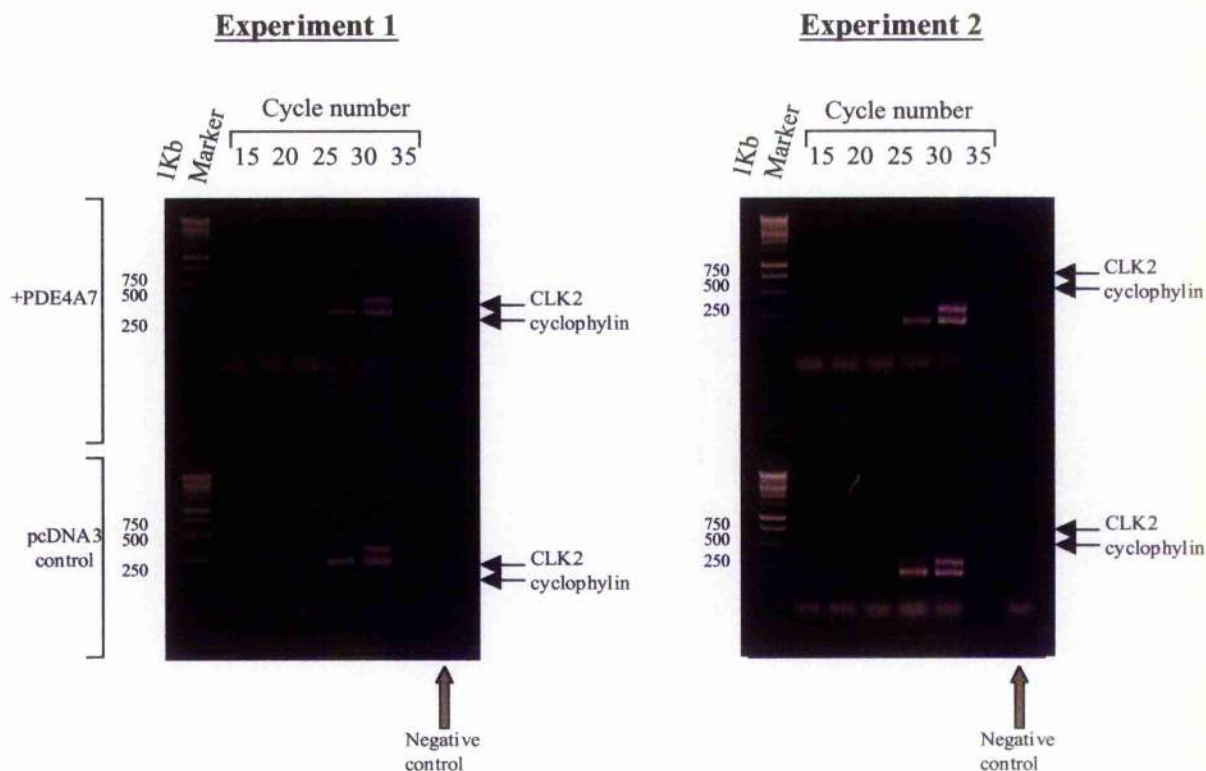 Experiment 1
Cycle number
1Kb
Marker
15 20 25 30 35
+PDE4A7
750
500
250
CLK2
cyclophylin
pcDNA3
control
750
500
250
CLK2
cyclophylin
Negative
control
Experiment 2
Cycle number
1Kb
Marker
15 20 25 30 35
750
500
250
CLK2
cyclophylin
750
500
250
CLK2
cyclophylin
Negative
control